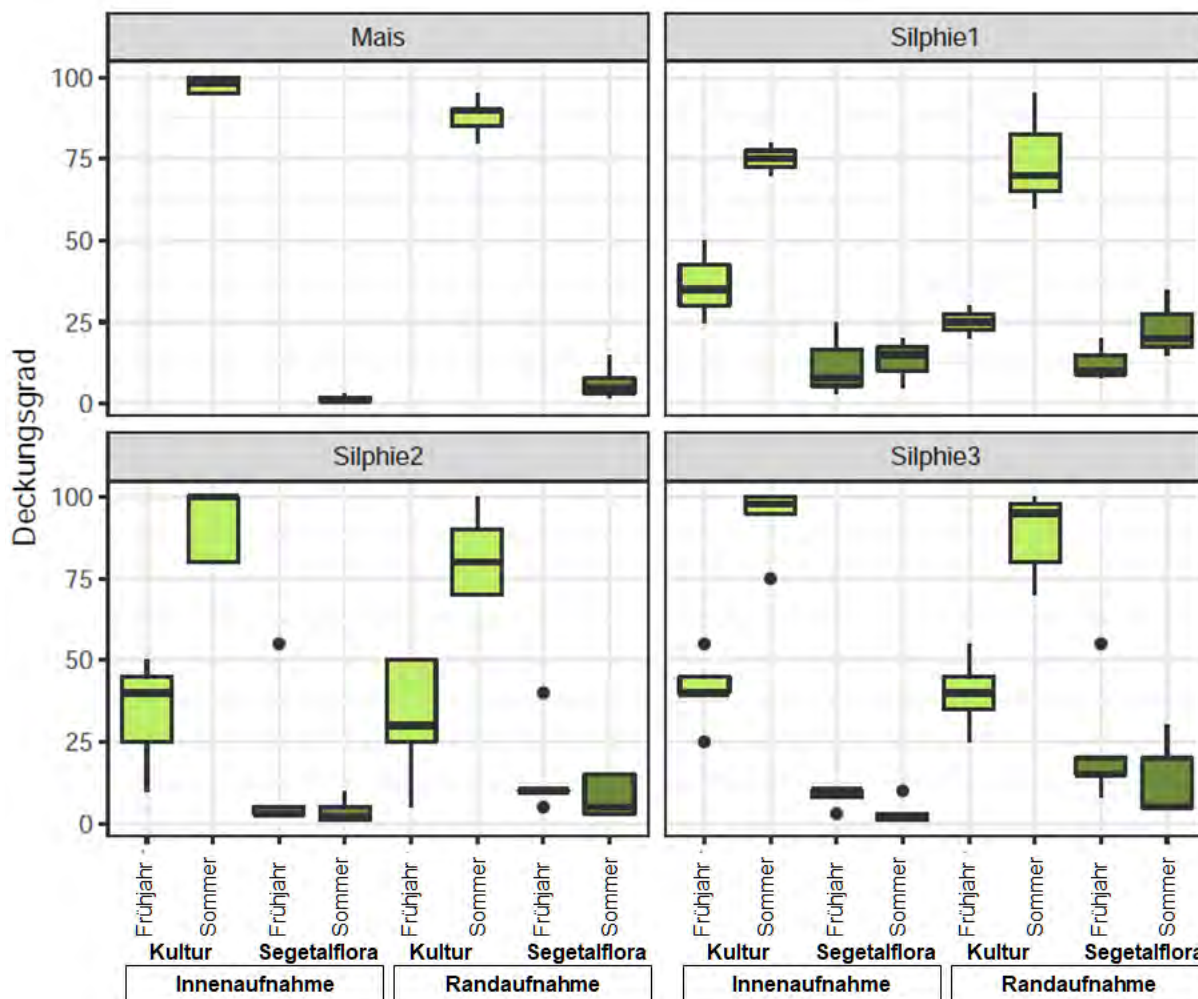 Mais Silphie1
100
75
50
25
0
Deckungsgrad
Silphie2 Silphie3
100
75
50
25
0
Frühjahr Sommer Frühjahr Sommer Frühjahr Sommer Frühjahr Sommer Frühjahr Sommer Frühjahr Sommer Frühjahr Sommer Frühjahr Sommer
Kultur Segetalflora Kultur Segetalflora Kultur Segetalflora Kultur Segetalflora
Innenaufnahme Randaufnahme Innenaufnahme Randaufnahme